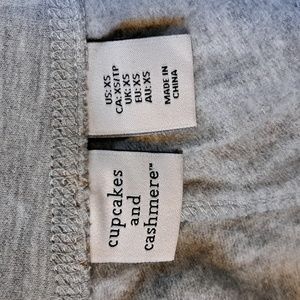 US: XS
CA: XS/TP
UK: XS
EU: XS
AU: XS
MADE IN
CHINA
cupcakes
and
cashmere™